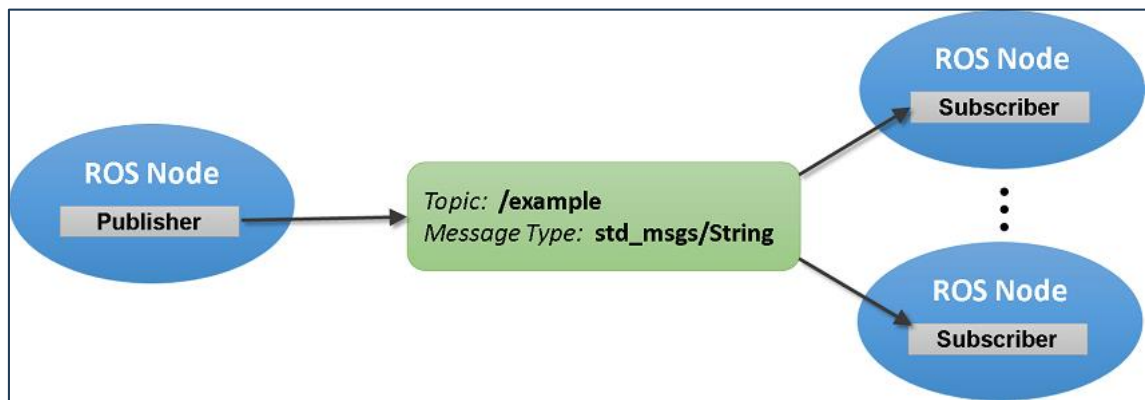 ROS Node
Publisher
Topic: /example
Message Type: std_msgs/String
ROS Node
Subscriber
ROS Node
Subscriber